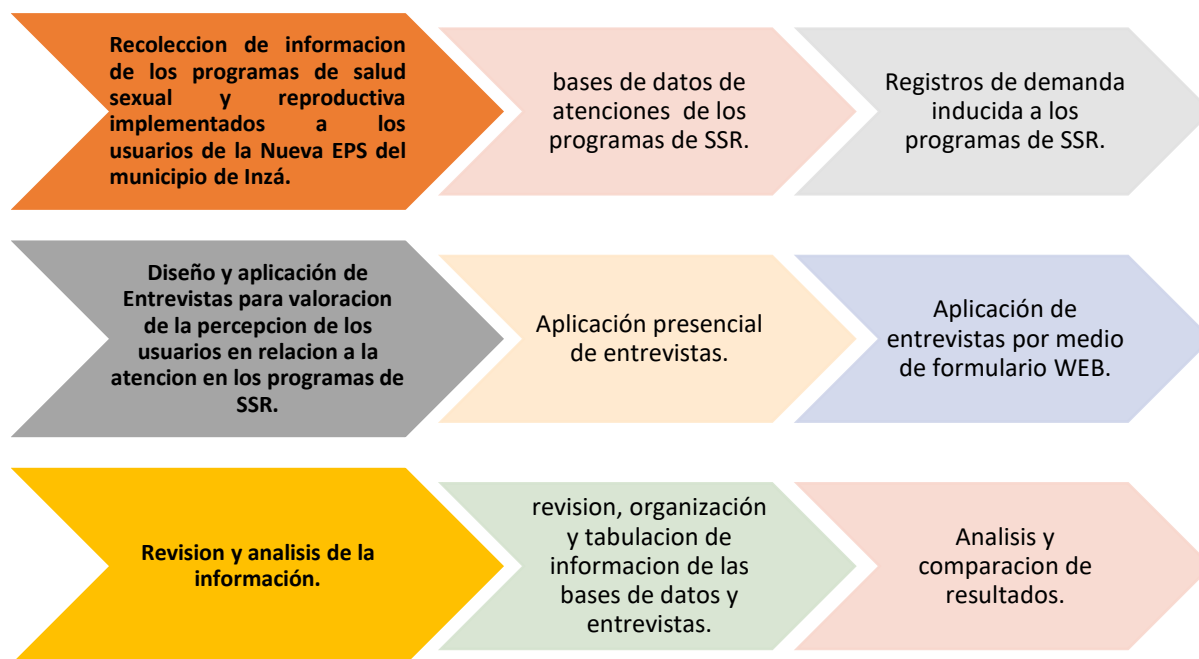 Recoleccion de informacion
de los programas de salud
sexual y reproductiva
implementados a los
usuarios de la Nueva EPS del
municipio de Inzá.
bases de datos de
atenciones de los
programas de SSR.
Registros de demanda
inducida a los
programas de SSR.
Diseño y aplicación de
Entrevistas para valoracion
de la percepcion de los
usuarios en relacion a la
atencion en los programas de
SSR.
Aplicación presencial
de entrevistas.
Aplicación de
entrevistas por medio
de formulario WEB.
Revision y analisis de la
información.
revision, organización
y tabulacion de
informacion de las
bases de datos y
entrevistas.
Analisis y
comparacion de
resultados.